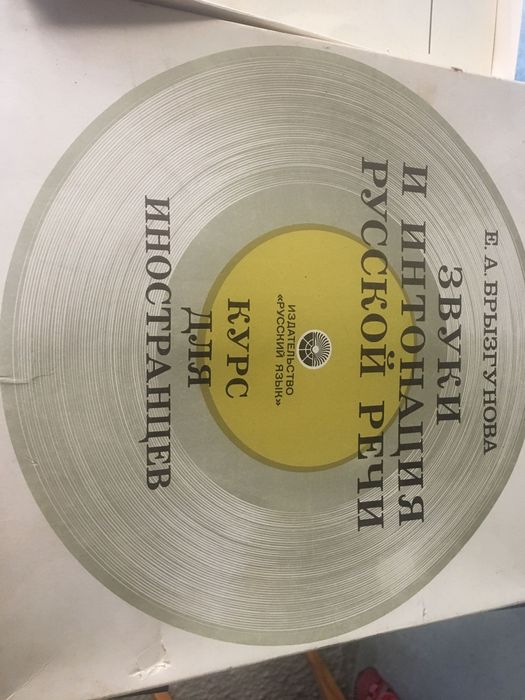 Е. А. БРЫЗГУНОВА
ЗВУКИ
И ИНТОНАЦИЯ
РУССКОЙ РЕЧИ
ИЗДАТЕЛЬСТВО
«РУССКИЙ ЯЗЫК»
КУРС
ДЛЯ
ИНОСТРАНЦЕВ